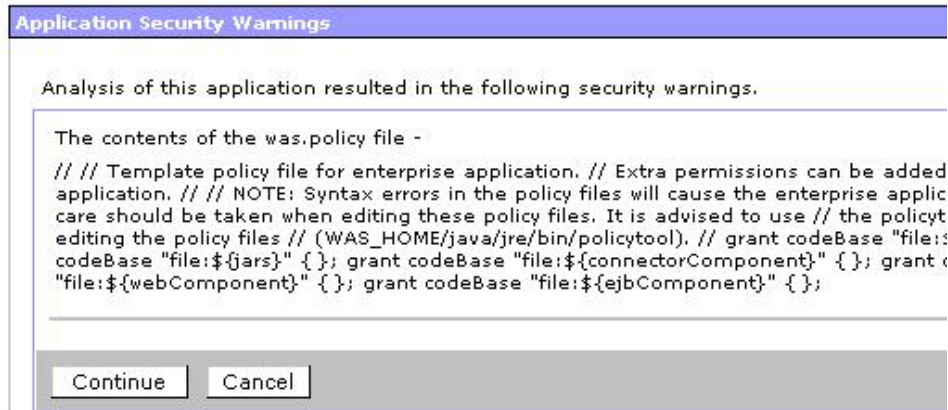 Application Security Warnings
Analysis of this application resulted in the following security warnings.
The contents of the was.policy file -
// // Template policy file for enterprise application. // Extra permissions can be added
application. // // NOTE: Syntax errors in the policy files will cause the enterprise applic
care should be taken when editing these policy files. It is advised to use // the policyt
editing the policy files // (WAS_HOME/java/jre/bin/policytool). // grant codeBase "file:$
codeBase "file:${jars}" { }; grant codeBase "file:${connectorComponent}" { }; grant c
"file:${webComponent}" { }; grant codeBase "file:${ejbComponent}" { };
Continue Cancel